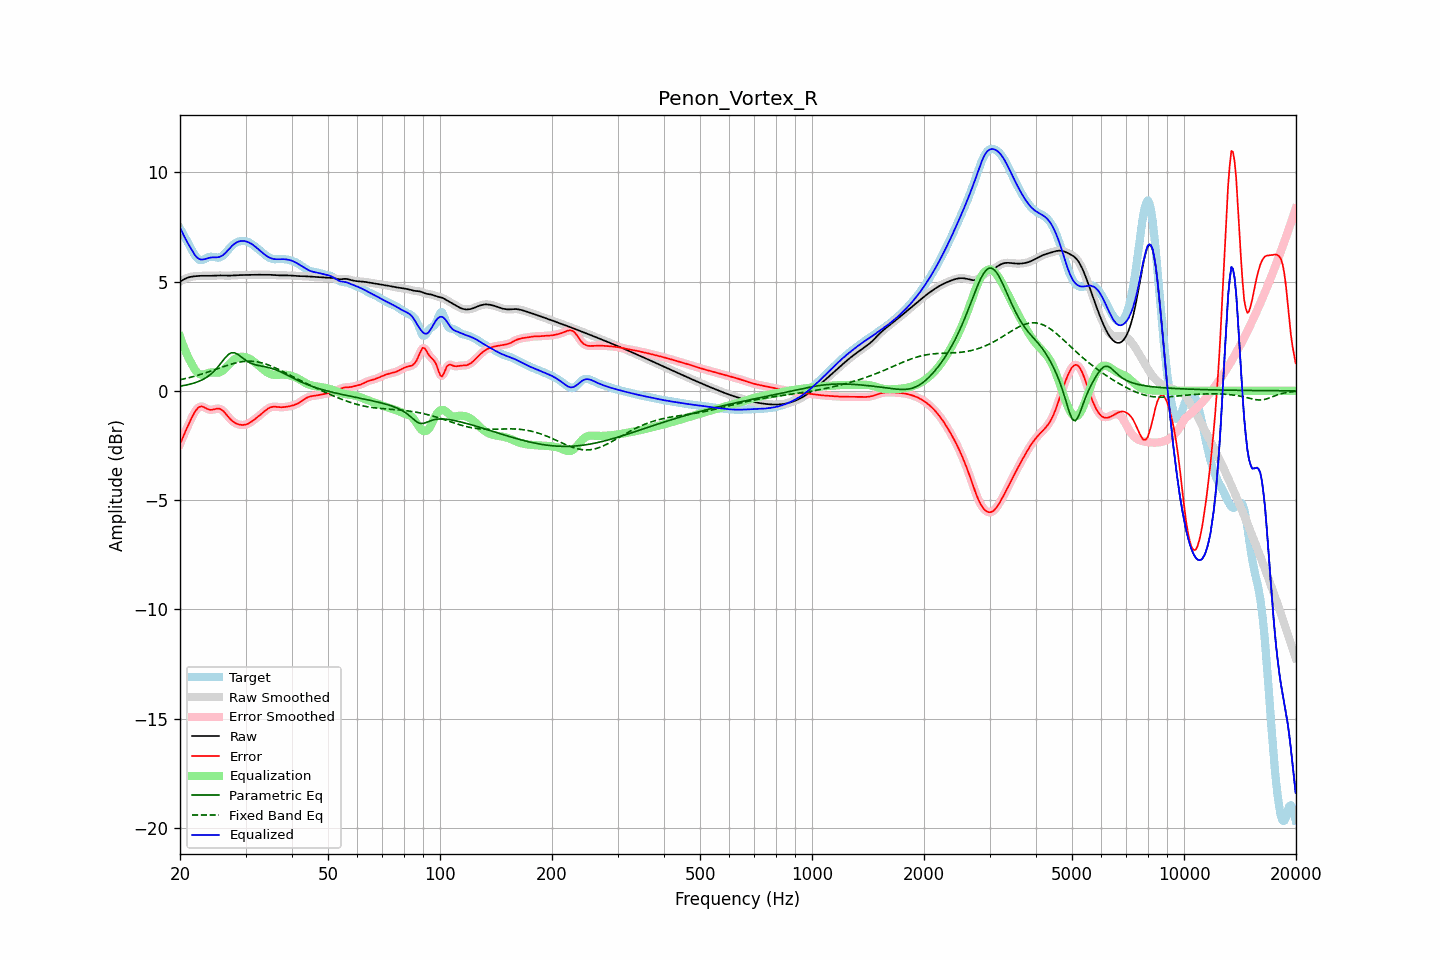 Penon_Vortex_R
Amplitude (dBr)
10
5
0
−5
−10
−15
−20
Target
Raw Smoothed
Error Smoothed
Raw
Error
Equalization
Parametric Eq
Fixed Band Eq
Equalized
20 50 100 200 500 1000 2000 5000 10000 20000
Frequency (Hz)